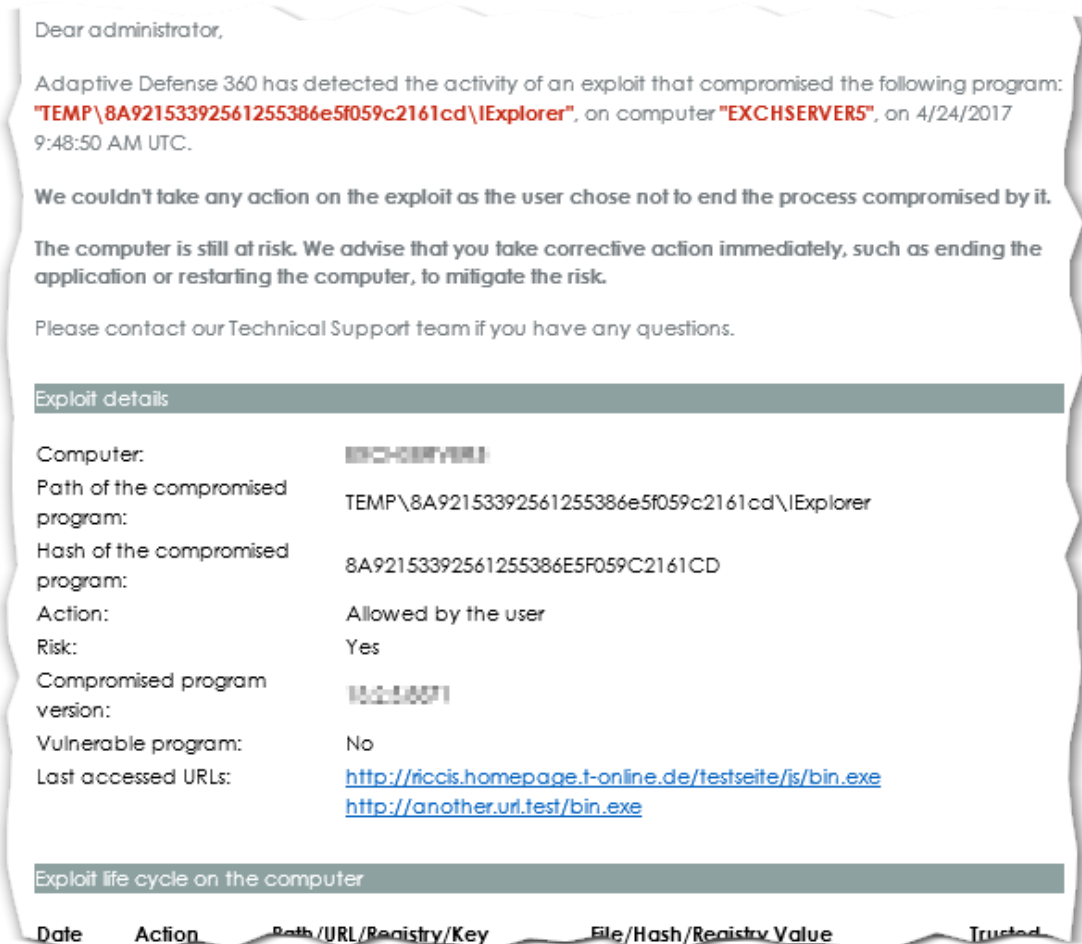 Dear administrator,
Adaptive Defense 360 has detected the activity of an exploit that compromised the following program:
"TEMP\8A92153392561255386e5f059c2161cd\IExplorer", on computer "EXCHSERVER5", on 4/24/2017
9:48:50 AM UTC.
We couldn't take any action on the exploit as the user chose not to end the process compromised by it.
The computer is still at risk. We advise that you take corrective action immediately, such as ending the
application or restarting the computer, to mitigate the risk.
Please contact our Technical Support team if you have any questions.
Exploit details
Computer:
Path of the compromised
program:
TEMP\8A92153392561255386e5f059c2161cd\IExplorer
Hash of the compromised
program:
8A92153392561255386E5F059C2161CD
Action: Allowed by the user
Risk: Yes
Compromised program
version:
Vulnerable program: No
Last accessed URLs: http://riccis.homepage.t-online.de/testseite/js/bin.exe
http://another.url.test/bin.exe
Exploit life cycle on the computer
Date Action Path/URL/Registry/Key File/Hash/Registry Value Trusted